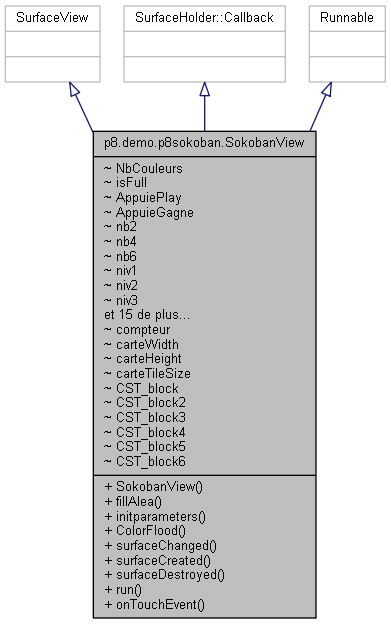 SurfaceView
SurfaceHolder::Callback
Runnable
p8.demo.p8sokoban.SokobanView
~ NbCouleurs
~ isFull
~ AppuiePlay
~ AppuieGagne
~ nb2
~ nb4
~ nb6
~ niv1
~ niv2
~ niv3
et 15 de plus...
~ compteur
~ carteWidth
~ carteHeight
~ carteTileSize
~ CST_block
~ CST_block2
~ CST_block3
~ CST_block4
~ CST_block5
~ CST_block6
+ SokobanView()
+ fillAlea()
+ initparameters()
+ ColorFlood()
+ surfaceChanged()
+ surfaceCreated()
+ surfaceDestroyed()
+ run()
+ onTouchEvent()